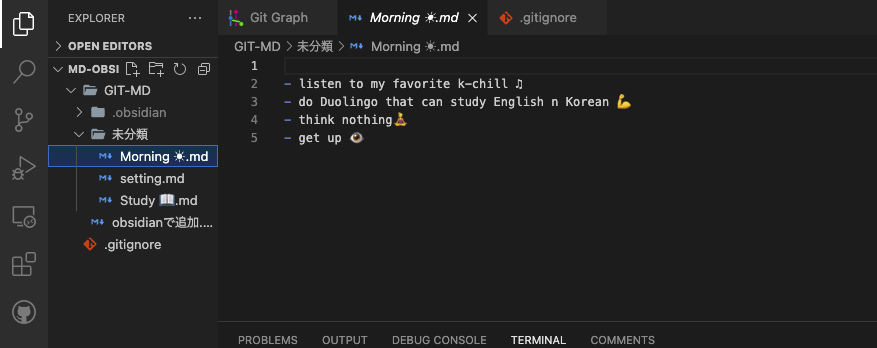 EXPLORER ...
OPEN EDITORS
MD-OBSI
GIT-MD
.obsidian
未分類
Morning ☀.md
setting.md
Study 📖.md
obsidianで追加....
.gitignore
Git Graph
Morning ☀.md ×
.gitignore
GIT-MD > 未分類 > Morning ☀.md
1
2 - listen to my favorite k-chill ♫
3 - do Duolingo that can study English n Korean 💪
4 - think nothing🧘
5 - get up 👁
PROBLEMS OUTPUT DEBUG CONSOLE TERMINAL COMMENTS